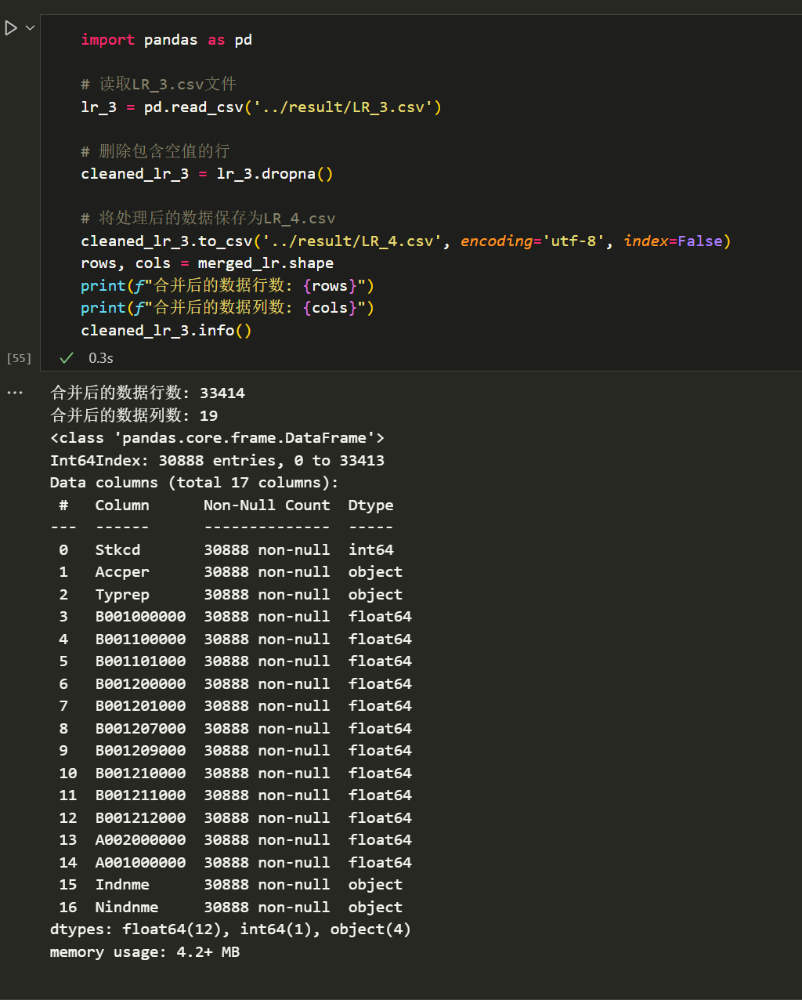 import pandas as pd
# 读取LR_3.csv文件
lr_3 = pd.read_csv('../result/LR_3.csv')
# 删除包含空值的行
cleaned_lr_3 = lr_3.dropna()
# 将处理后的数据保存为LR_4.csv
cleaned_lr_3.to_csv('../result/LR_4.csv', encoding='utf-8', index=False)
rows, cols = merged_lr.shape
print(f"合并后的数据行数: {rows}")
print(f"合并后的数据列数: {cols}")
cleaned_lr_3.info()
[55] 0.3s
合并后的数据行数: 33414
合并后的数据列数: 19
<class 'pandas.core.frame.DataFrame'>
Int64Index: 30888 entries, 0 to 33413
Data columns (total 17 columns):
# Column Non-Null Count Dtype
--- ------ -------------- -----
0 Stkcd 30888 non-null int64
1 Accper 30888 non-null object
2 Typrep 30888 non-null object
3 B001000000 30888 non-null float64
4 B001100000 30888 non-null float64
5 B001101000 30888 non-null float64
6 B001200000 30888 non-null float64
7 B001201000 30888 non-null float64
8 B001207000 30888 non-null float64
9 B001209000 30888 non-null float64
10 B001210000 30888 non-null float64
11 B001211000 30888 non-null float64
12 B001212000 30888 non-null float64
13 A002000000 30888 non-null float64
14 A001000000 30888 non-null float64
15 Indnme 30888 non-null object
16 Nindnme 30888 non-null object
dtypes: float64(12), int64(1), object(4)
memory usage: 4.2+ MB